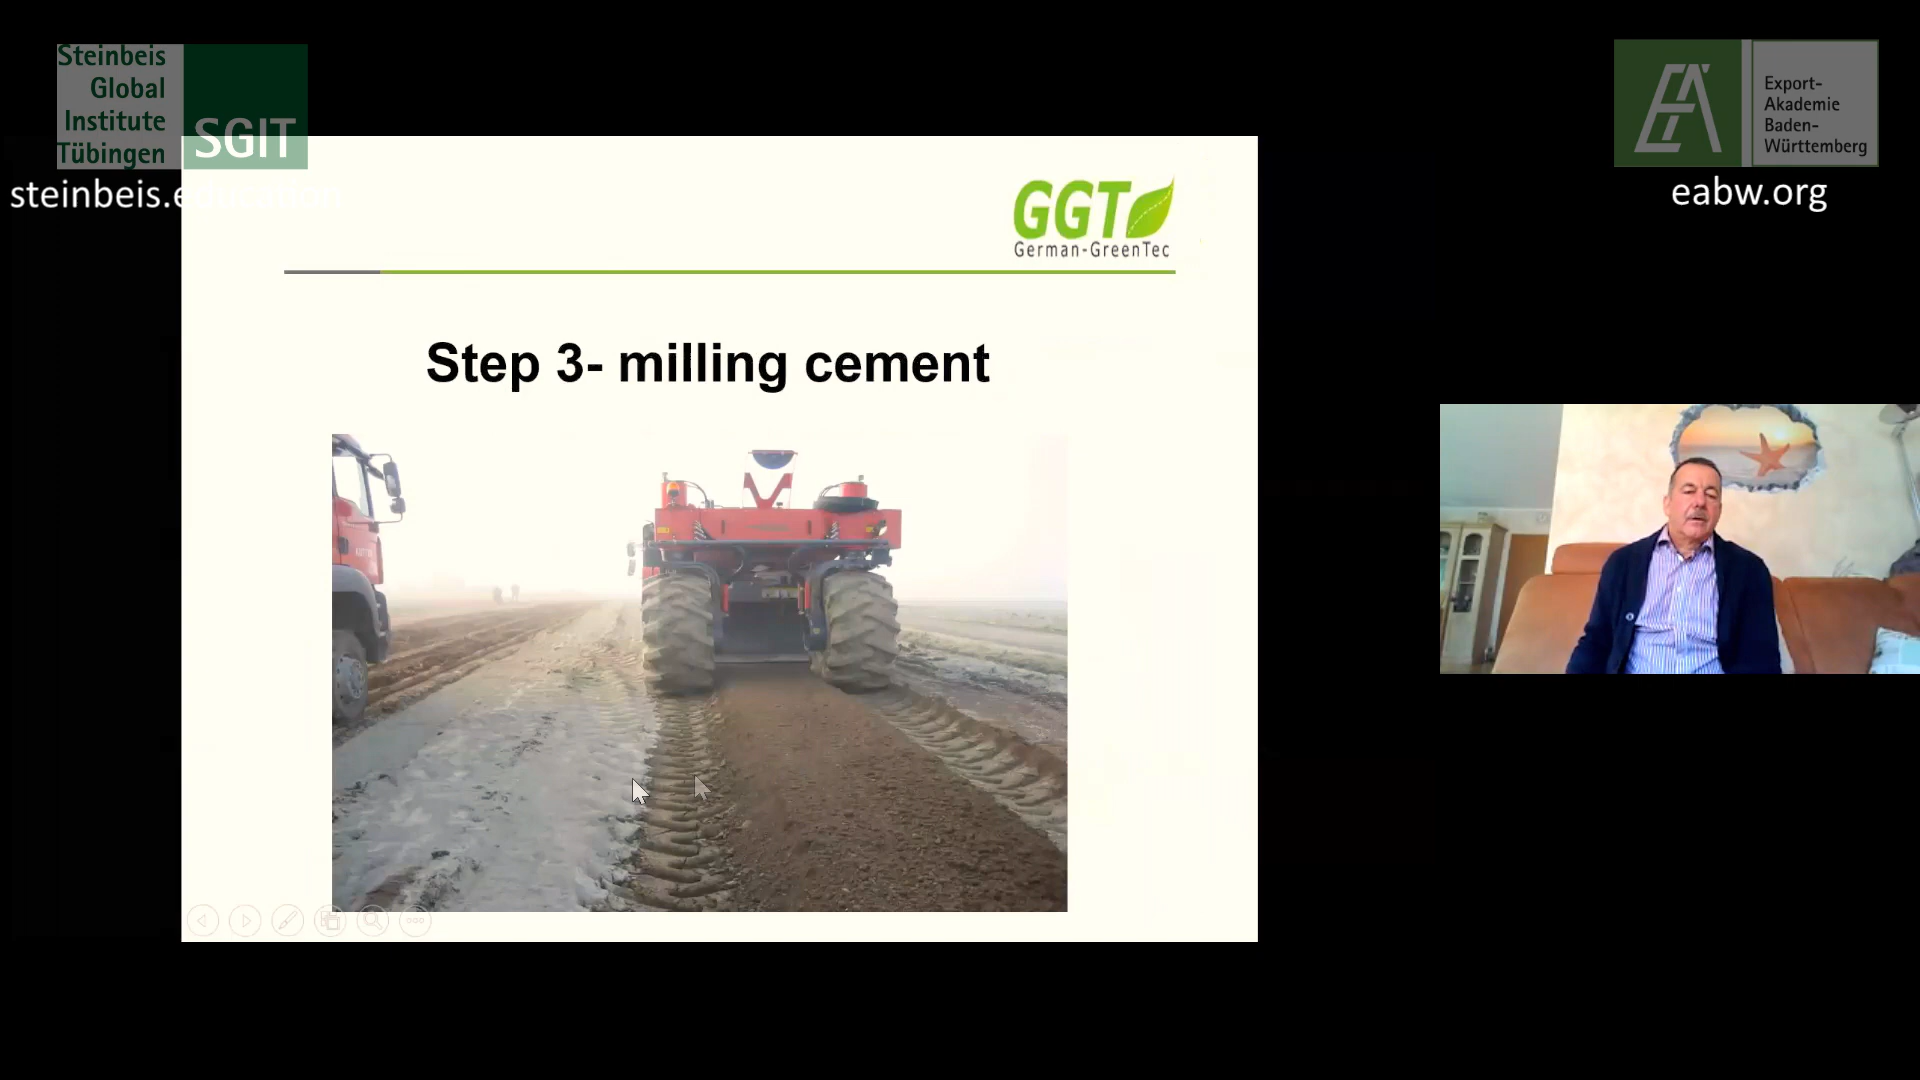 Steinbeis
Global
Institute
Tübingen
SGIT
steinbeis.education
Export-
Akademie
Baden-
Württemberg
eabw.org
GGT
German-GreenTec
Step 3- milling cement